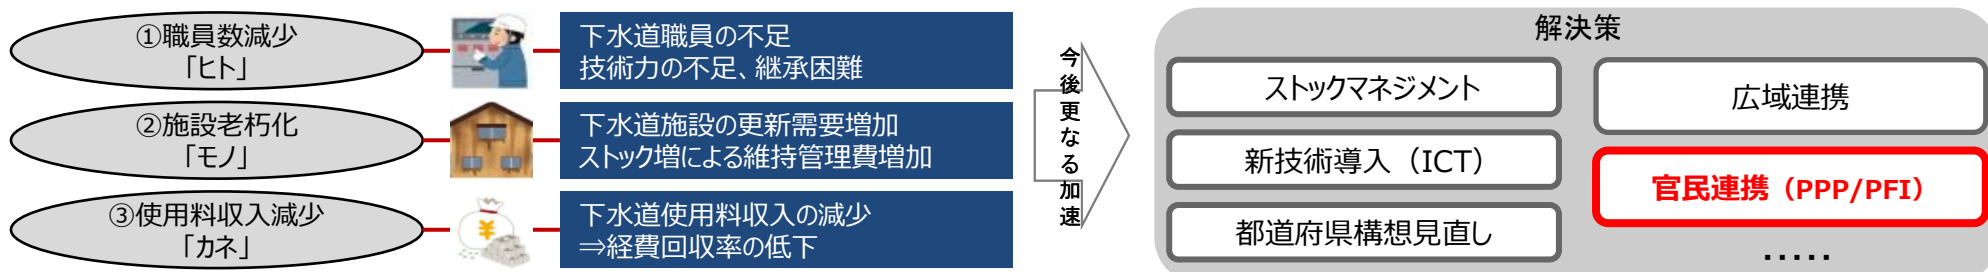 ①職員数減少
「ヒト」
下水道職員の不足
技術力の不足、継承困難
②施設老朽化
「モノ」
下水道施設の更新需要増加
ストック増による維持管理費増加
③使用料収入減少
「カネ」
¥
下水道使用料収入の減少
⇒経費回収率の低下
今後更なる加速
解決策
ストックマネジメント
新技術導入（ICT）
都道府県構想見直し
広域連携
官民連携（PPP/PFI）
.....